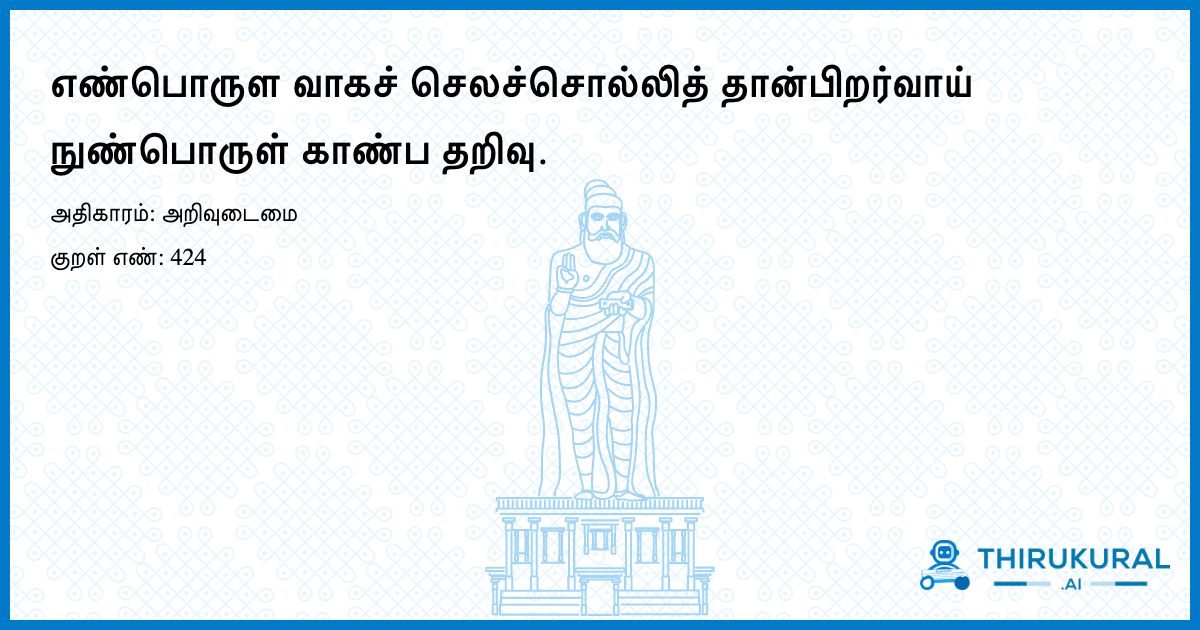 எண்பொருள வாகச் செலச்சொல்லித் தான்பிறர்வாய்
நுண்பொருள் காண்ப தறிவு.
அதிகாரம்: அறிவுடைமை
குறள் எண்: 424
THIRUKURAL
.AI